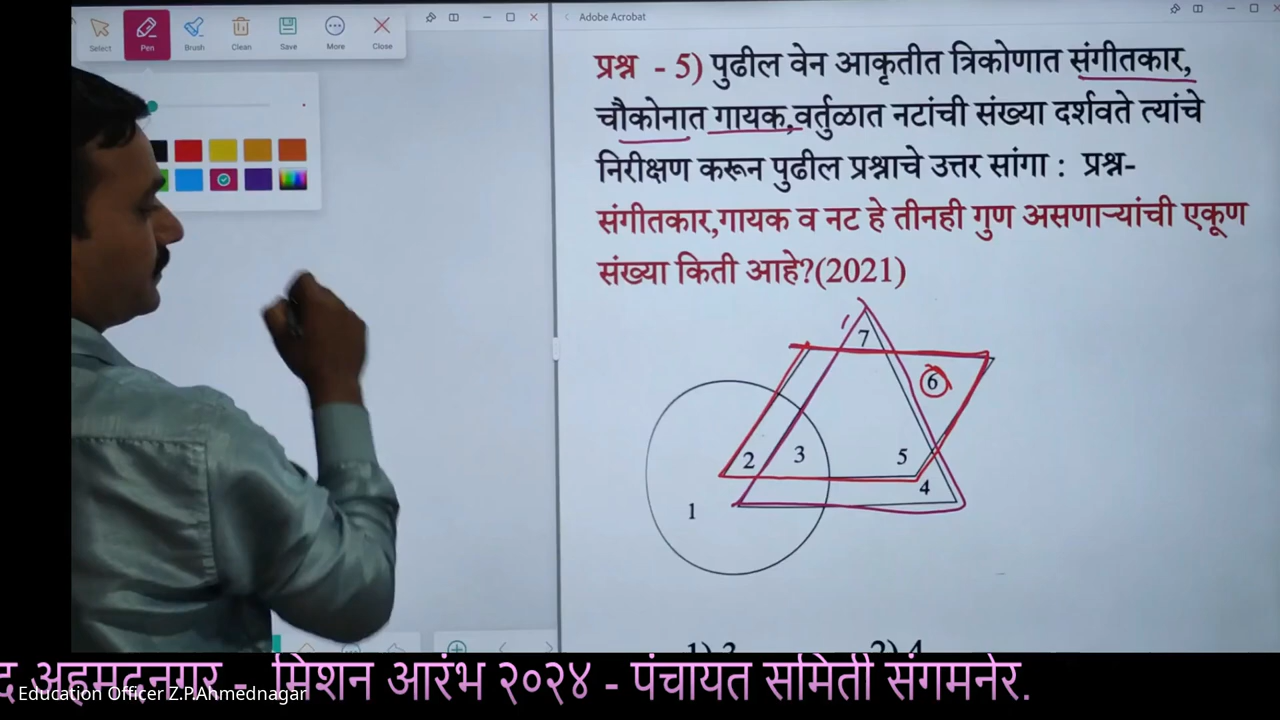 Select Pen Brush Clean Save More Close
Adobe Acrobat
प्रश्न - 5) पुढील वेन आकृतीत त्रिकोणात संगीतकार,
चौकोनात गायक,वर्तुळात नटांची संख्या दर्शवते त्यांचे
निरीक्षण करून पुढील प्रश्नाचे उत्तर सांगा : प्रश्न-
संगीतकार,गायक व नट हे तीनही गुण असणाऱ्यांची एकूण
संख्या किती आहे?(2021)
7
6
2 3 5
4
1
अहमदनगर - मिशन आरंभ २०२४ - पंचायत समिती संगमनेर.
Education Officer Z.P.Ahmednagar